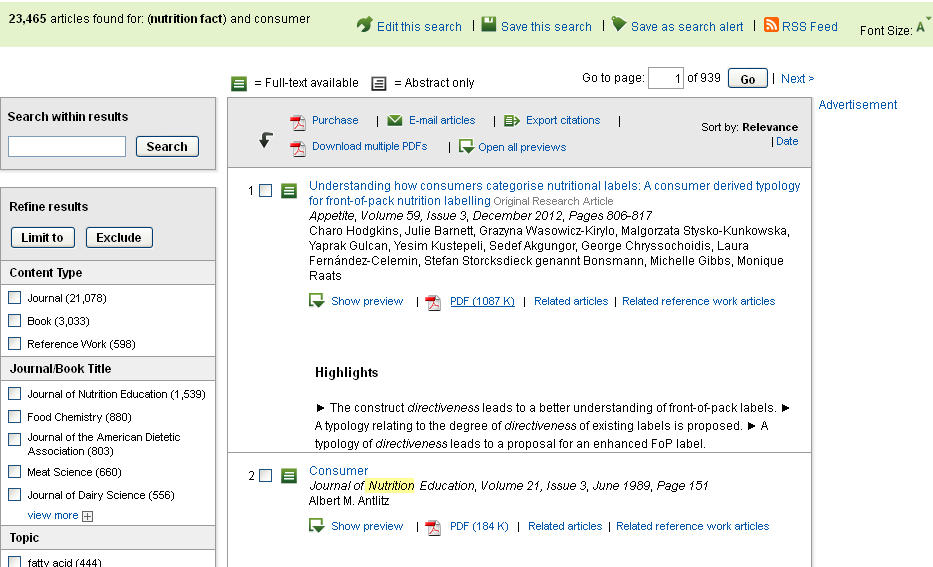 23,465 articles found for: (nutrition fact) and consumer
Edit this search | Save this search | Save as search alert | RSS Feed Font Size: A
= Full-text available = Abstract only
Go to page: 1 of 939 Go | Next >
Advertisement
Search within results
Search
Refine results
Limit to Exclude
Content Type
Journal (21,078)
Book (3,033)
Reference Work (598)
Journal/Book Title
Journal of Nutrition Education (1,539)
Food Chemistry (880)
Journal of the American Dietetic
Association (803)
Meat Science (660)
Journal of Dairy Science (556)
view more
Topic
fatty acid (444)
Purchase | E-mail articles | Export citations |
Download multiple PDFs | Open all previews
Sort by: Relevance
| Date
1 Understanding how consumers categorise nutritional labels: A consumer derived typology
for front-of-pack nutrition labelling Original Research Article
Appetite, Volume 59, Issue 3, December 2012, Pages 806-817
Charo Hodgkins, Julie Barnett, Grazyna Wasowicz-Kirylo, Malgorzata Stysko-Kunkowska,
Yaprak Gulcan, Yesim Kustepeli, Sedef Akgungor, George Chryssochoidis, Laura
Fernández-Celemin, Stefan Storcksdieck genannt Bonsmann, Michelle Gibbs, Monique
Raats
Show preview | PDF (1087 K) | Related articles | Related reference work articles
Highlights
► The construct directiveness leads to a better understanding of front-of-pack labels. ►
A typology relating to the degree of directiveness of existing labels is proposed. ► A
typology of directiveness leads to a proposal for an enhanced FoP label.
2 Consumer
Journal of Nutrition Education, Volume 21, Issue 3, June 1989, Page 151
Albert M. Antlitz
Show preview | PDF (184 K) | Related articles | Related reference work articles